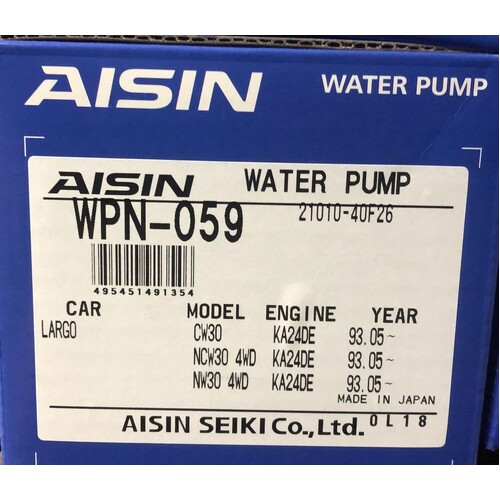 AISIN WATER PUMP
AISIN WATER PUMP
WPN-059 21010-40F26
495451491354
CAR MODEL ENGINE YEAR
LARGO CW30 KA24DE 93.05~
NCW30 4WD KA24DE 93.05~
NW30 4WD KA24DE 93.05~
MADE IN JAPAN
AISIN SEIKI Co.,Ltd. 0L18